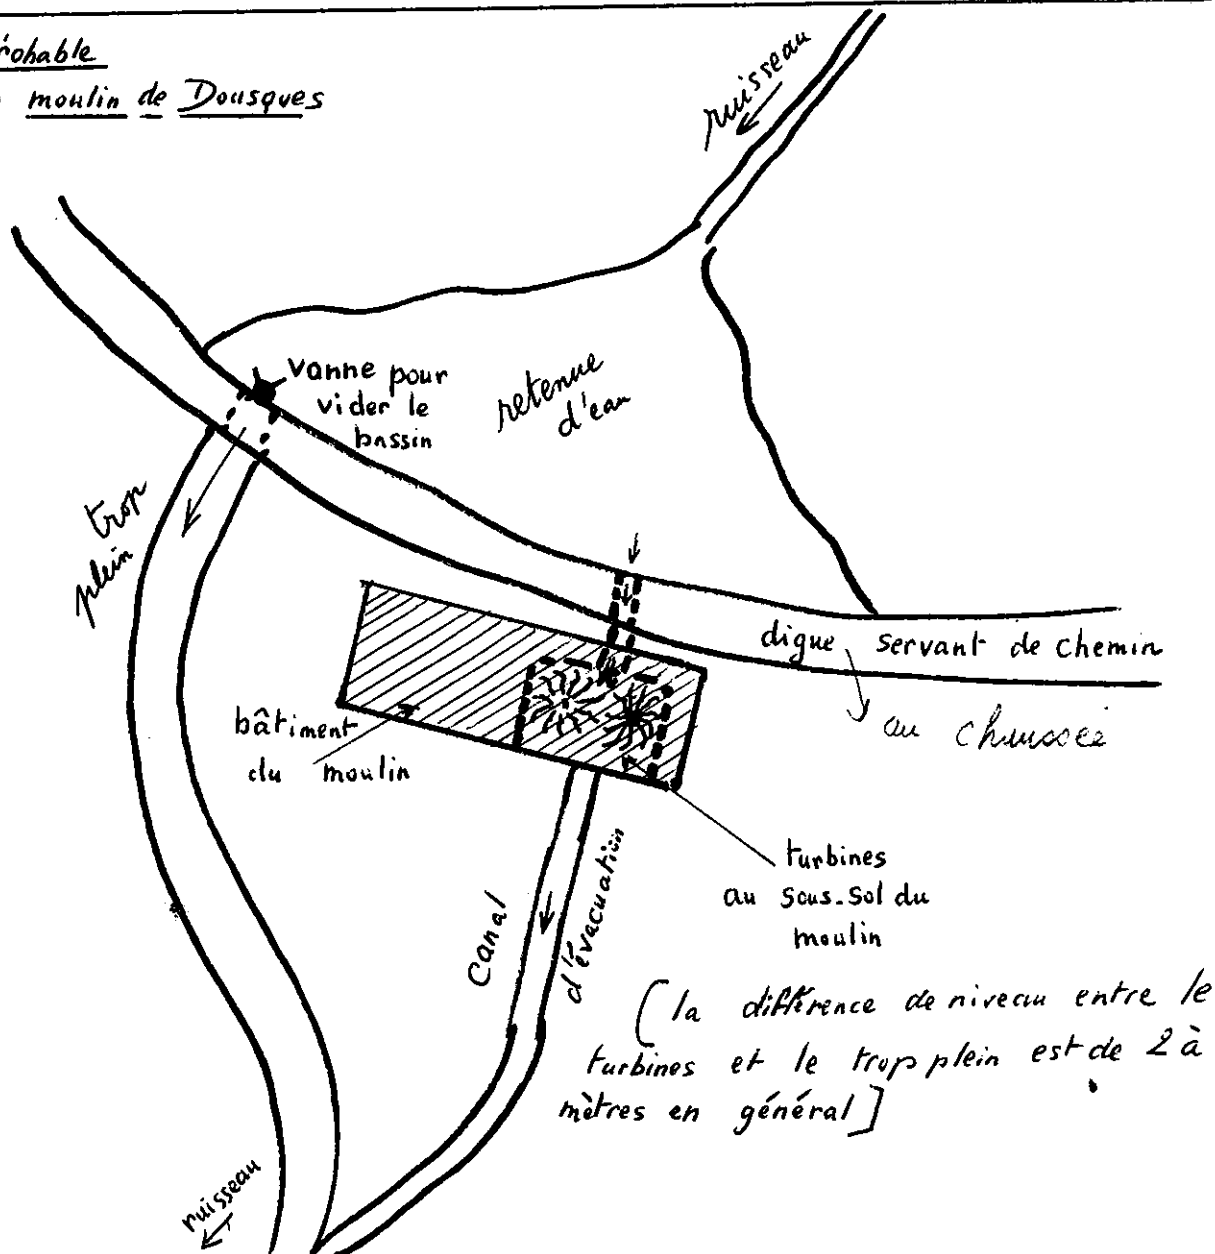 robable
moulin de Dousques
ruisseau
vanne pour
vider le
bassin
retenue
d'eau
trop
plein
digue servant de chemin
au chaussée
bâtiment
du moulin
turbines
au sous-sol du
moulin
Canal
d'évacuation
(la différence de niveau entre le
turbines et le trop plein est de 2 à
mètres en général]
ruisseau